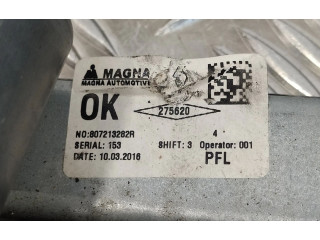 MAGNA
MAGNA AUTOMOTIVE
OK
275620
NO:807213262R
4
SERIAL: 153
SHIFT: 3 Operator: 001
DATE: 10.03.2016
PFL